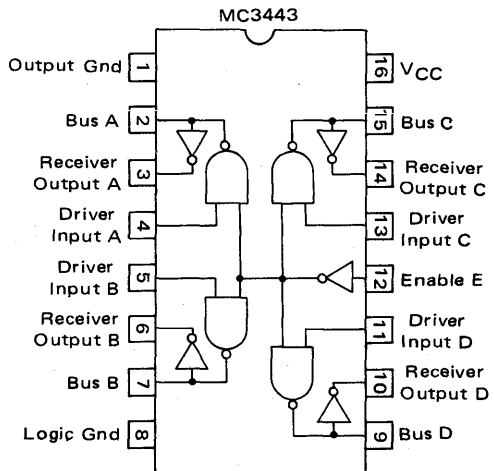 MC3443
Output Gnd 1
16 VCC
Bus A 2
15 Bus C
Receiver
Output A 3
14 Receiver
Output C
Driver
Input A 4
13 Driver
Input C
Driver
Input B 5
12 Enable E
Receiver
Output B 6
11 Driver
Input D
Bus B 7
10 Receiver
Output D
Logic Gnd 8
9 Bus D